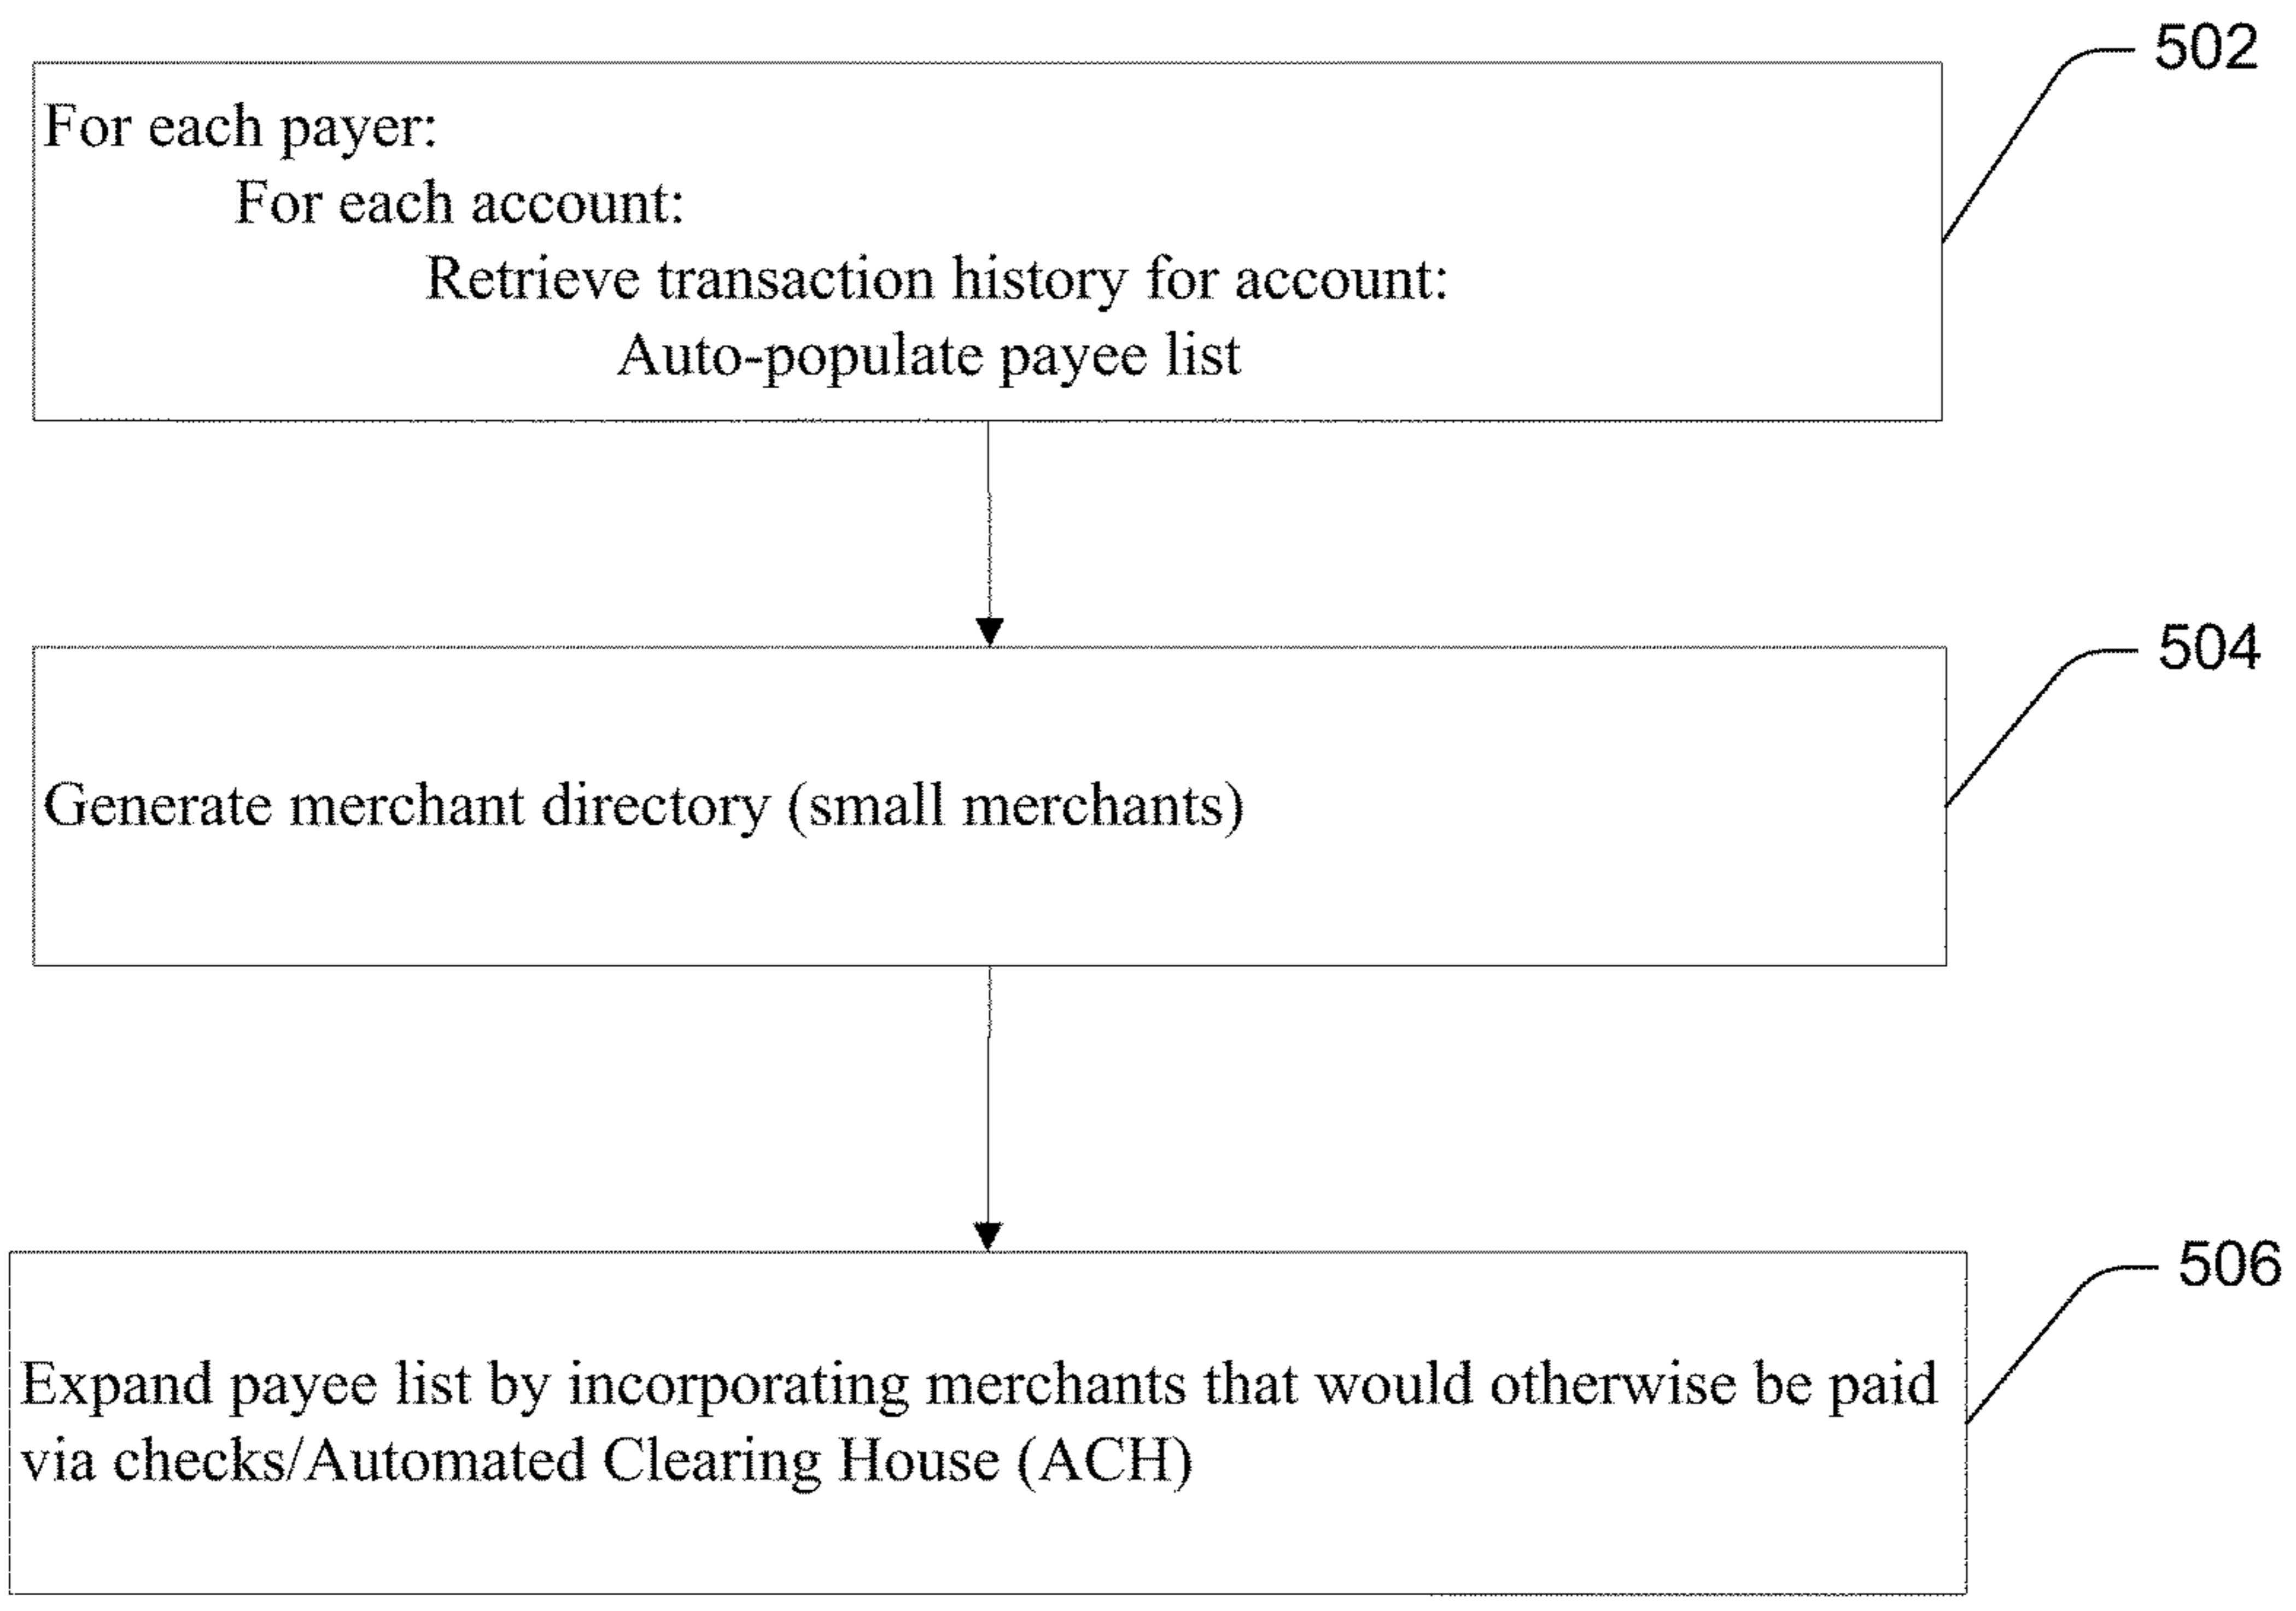 502
For each payer:
For each account:
Retrieve transaction history for account:
Auto-populate payee list
504
Generate merchant directory (small merchants)
506
Expand payee list by incorporating merchants that would otherwise be paid
via checks/Automated Clearing House (ACH)